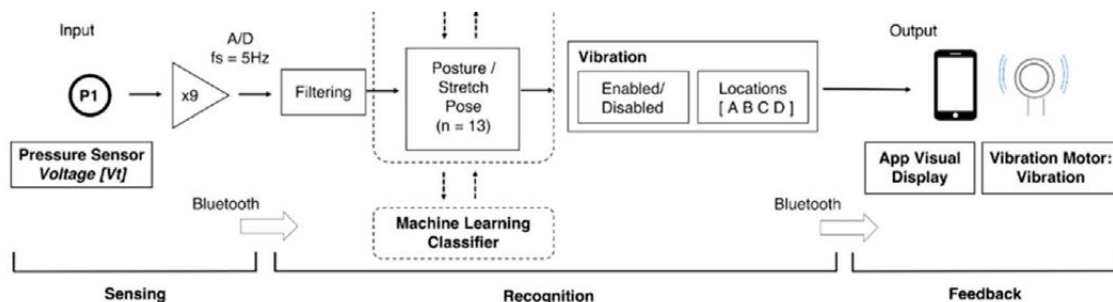 Input
P1
Pressure Sensor
Voltage [Vt]
x9
A/D
fs = 5Hz
Filtering
Bluetooth
Posture /
Stretch
Pose
(n = 13)
Machine Learning
Classifier
Vibration
Enabled/
Disabled
Locations
[ A B C D ]
Bluetooth
Output
App Visual
Display
Vibration Motor:
Vibration
Sensing
Recognition
Feedback